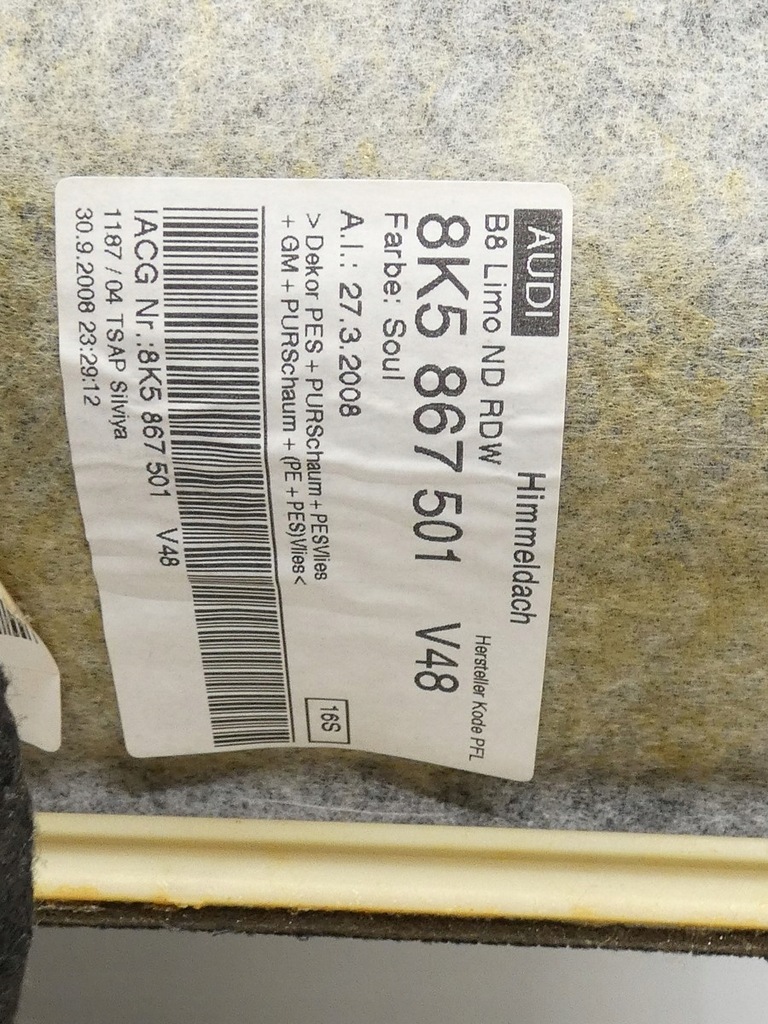 AUDI
Himmeldach
B8 Limo ND RDW
Hersteller Kode PFL
8K5 867 501 V48
Farbe: Soul
A.I.: 27.3.2008
16S
> Dekor PES + PURSchaum + PESVlies
+ GM + PURSchaum + (PE + PES)Vlies<
IACG Nr.:8K5 867 501 V48
1187 / 04 TSAP Silviya
30.9.2008 23:29:12